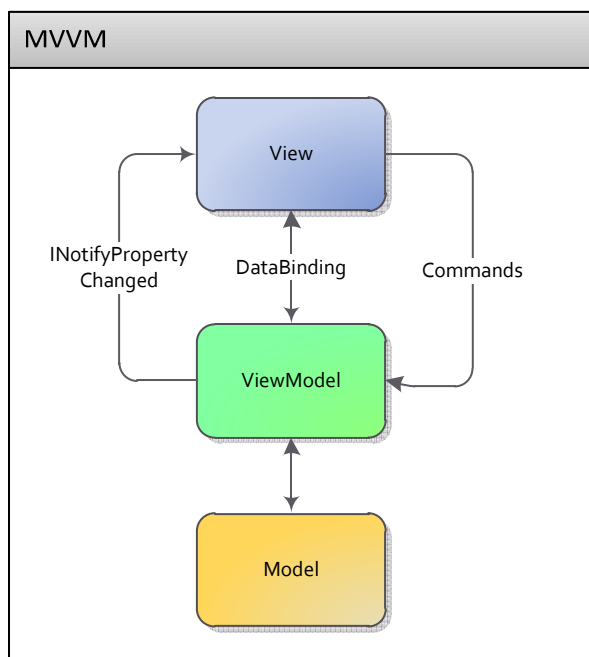 MVVM
View
INotifyProperty
Changed
DataBinding
Commands
ViewModel
Model